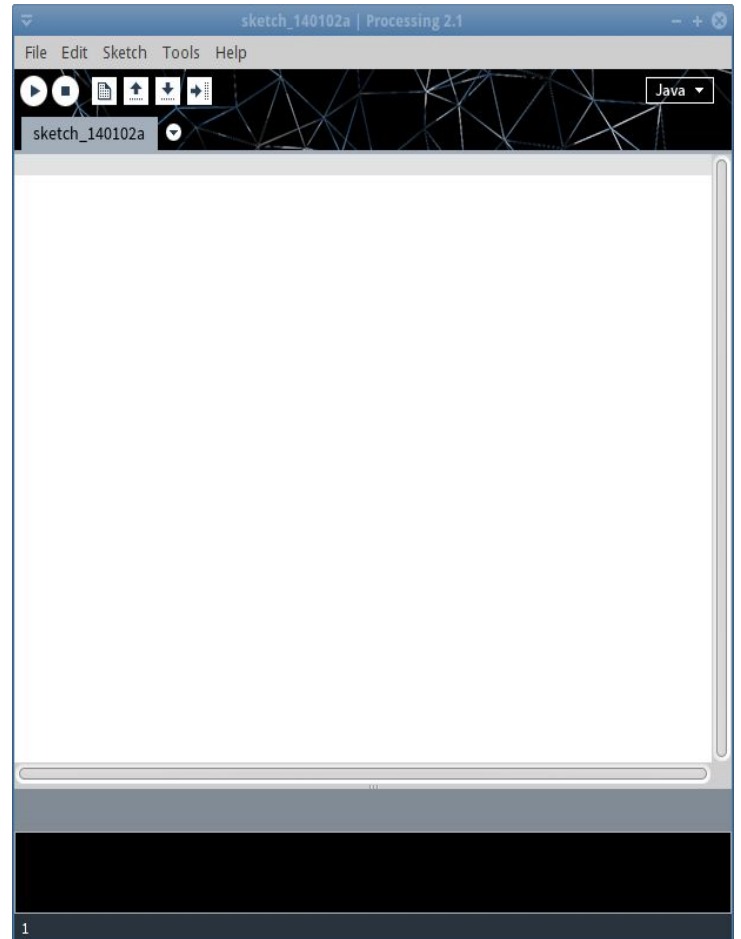 sketch_140102a | Processing 2.1
File Edit Sketch Tools Help
Java
sketch_140102a
1